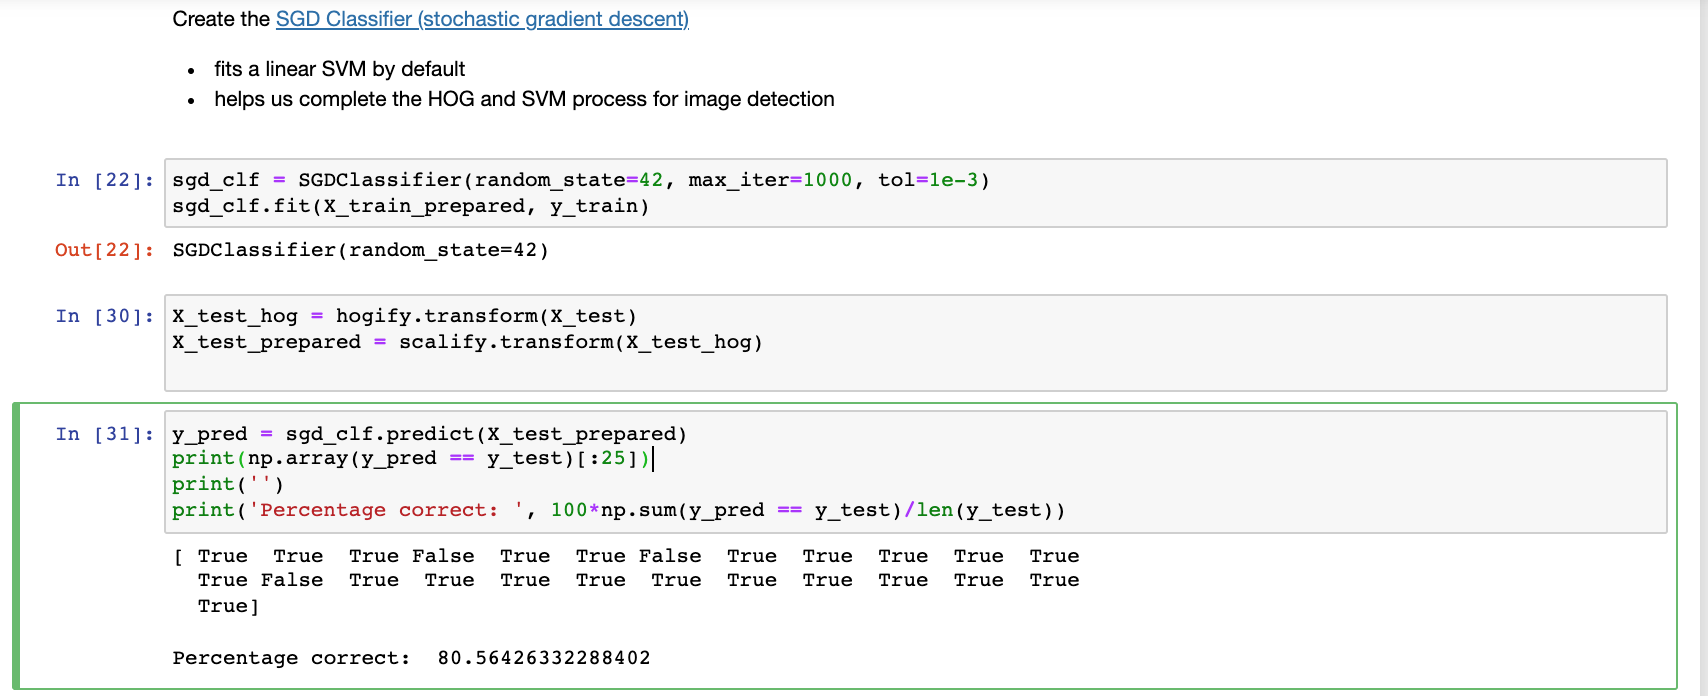 Create the SGD Classifier (stochastic gradient descent)
• fits a linear SVM by default
• helps us complete the HOG and SVM process for image detection
In [22]: sgd_clf = SGDClassifier(random_state=42, max_iter=1000, tol=1e-3)
sgd_clf.fit(X_train_prepared, y_train)
Out[22]: SGDClassifier(random_state=42)
In [30]: X_test_hog = hogify.transform(X_test)
X_test_prepared = scalify.transform(X_test_hog)
In [31]: y_pred = sgd_clf.predict(X_test_prepared)
print(np.array(y_pred == y_test)[:25])
print('')
print('Percentage correct: ', 100*np.sum(y_pred == y_test)/len(y_test))
[ True  True  True False  True  True False  True  True  True  True  True
  True False  True  True  True  True  True  True  True  True  True  True
  True]
Percentage correct:  80.56426332288402